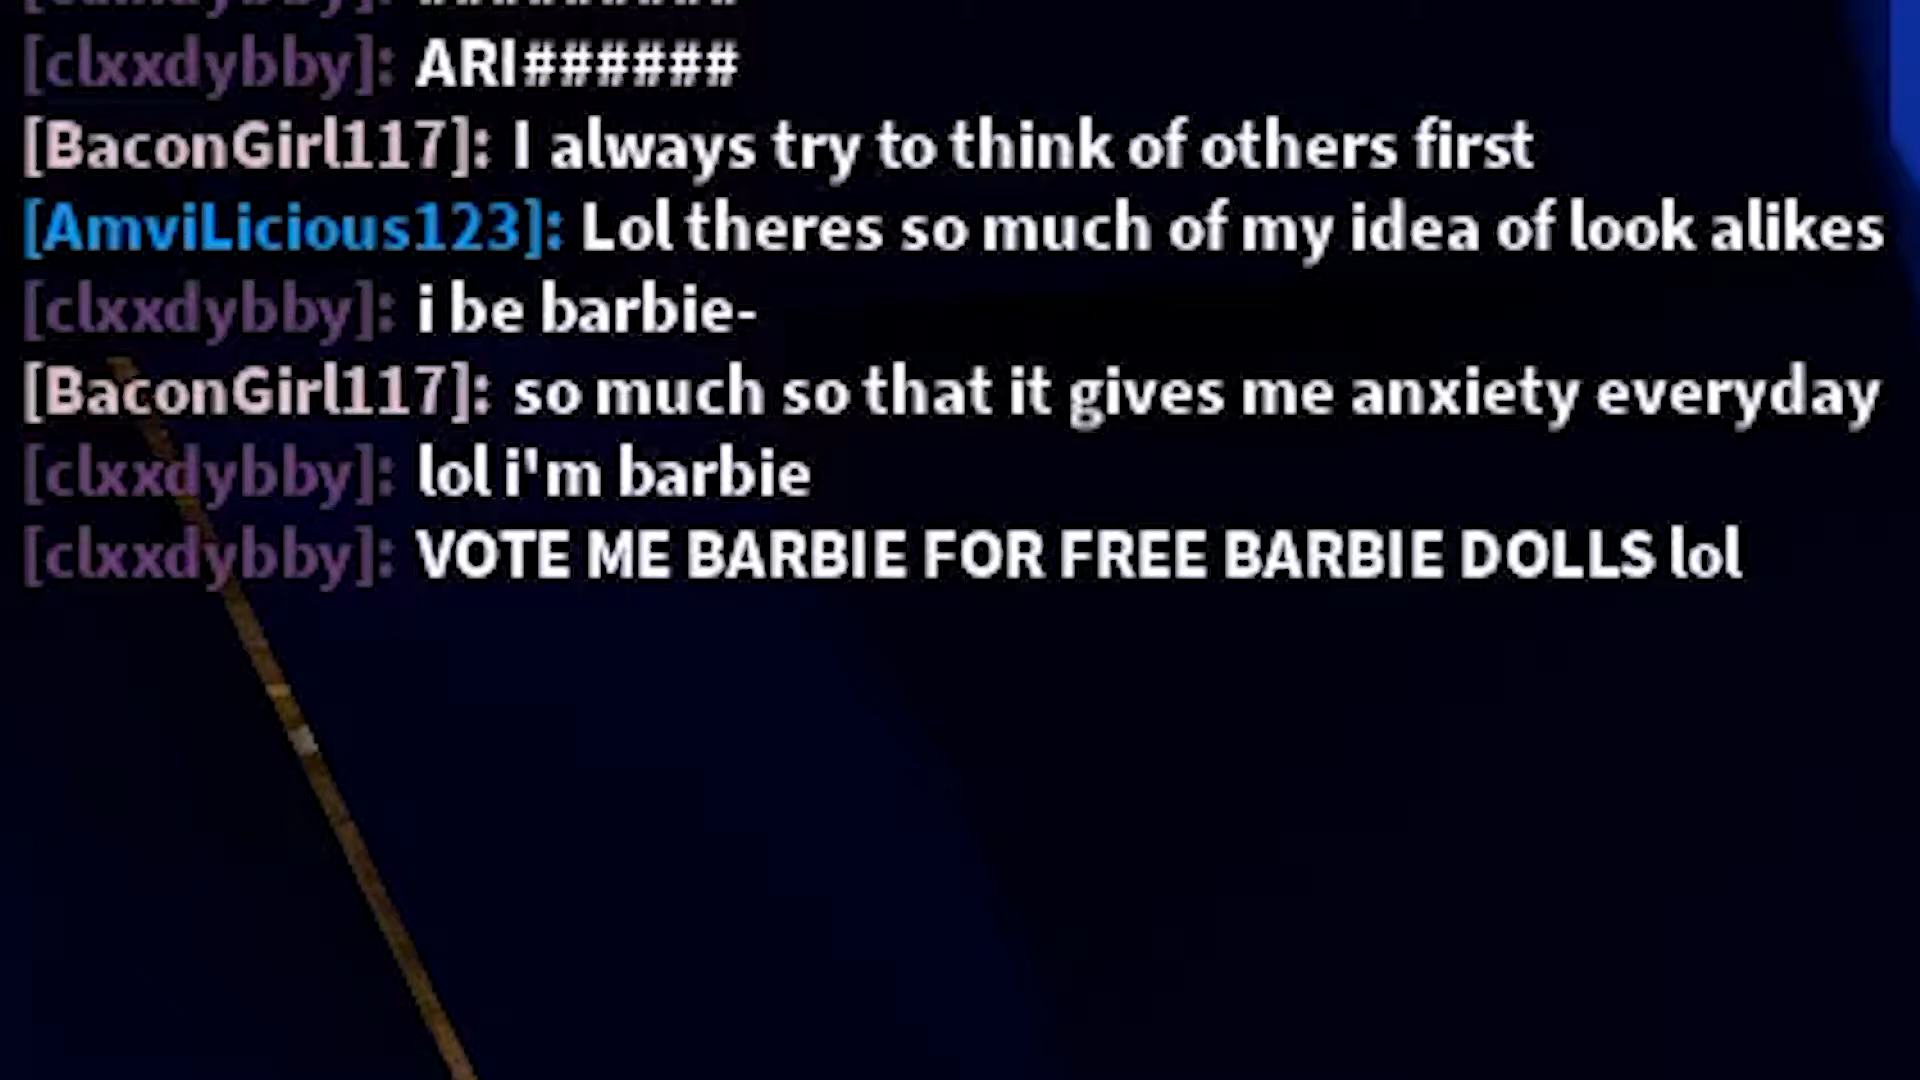 [clxxdybby]: ARI######
[BaconGirl117]: I always try to think of others first
[AmviLicious123]: Lol theres so much of my idea of look alikes
[clxxdybby]: i be barbie-
[BaconGirl117]: so much so that it gives me anxiety everyday
[clxxdybby]: lol i'm barbie
[clxxdybby]: VOTE ME BARBIE FOR FREE BARBIE DOLLS lol